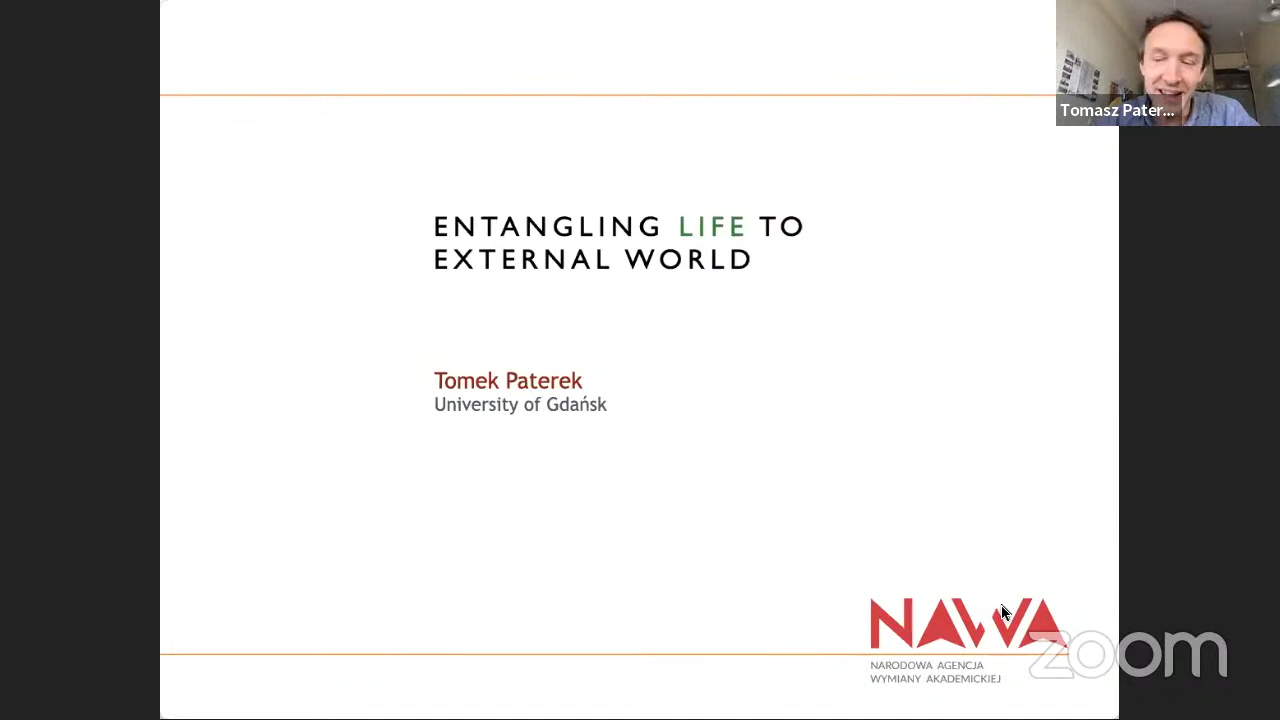 Tomasz Pater...
ENTANGLING LIFE TO
EXTERNAL WORLD
Tomek Paterek
University of Gdańsk
NAWA
NARODOWA AGENCJA
WYMIANY AKADEMICKIEJ
zoom